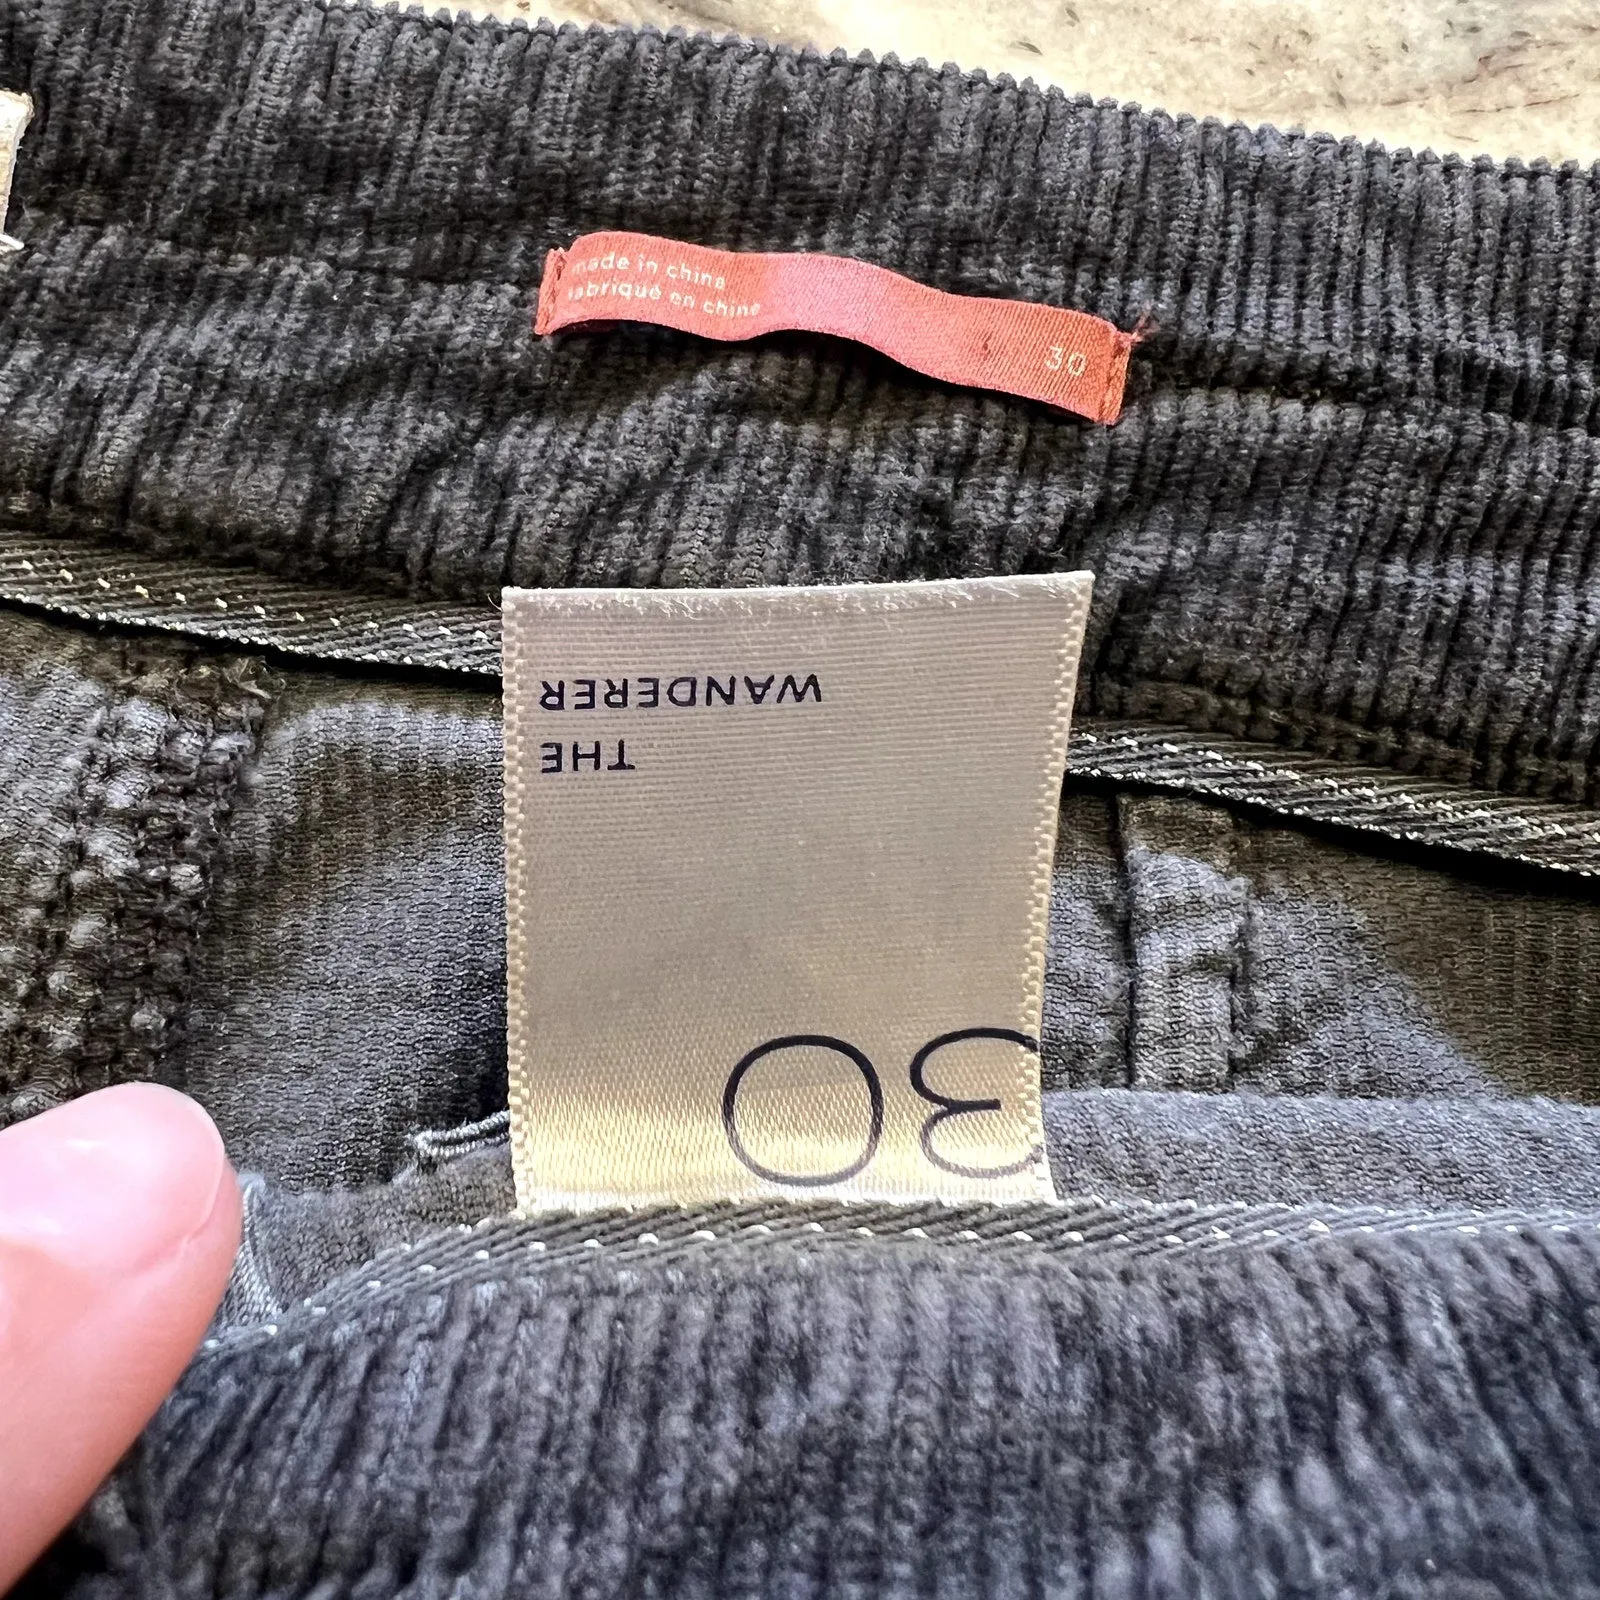 made in china
fabriqué en chine
30
THE
WANDERER
30